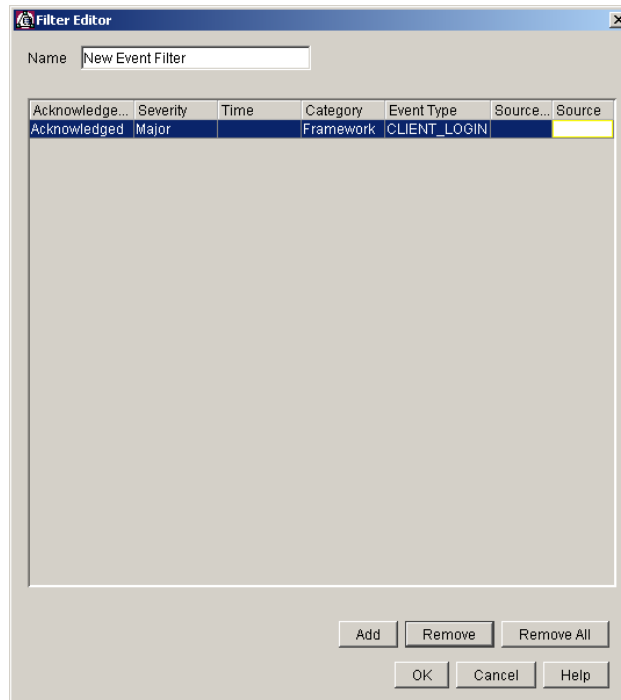 Filter Editor
Name New Event Filter
Acknowledge... Severity Time Category Event Type Source... Source
Acknowledged Major Framework CLIENT_LOGIN
Add Remove Remove All
OK Cancel Help